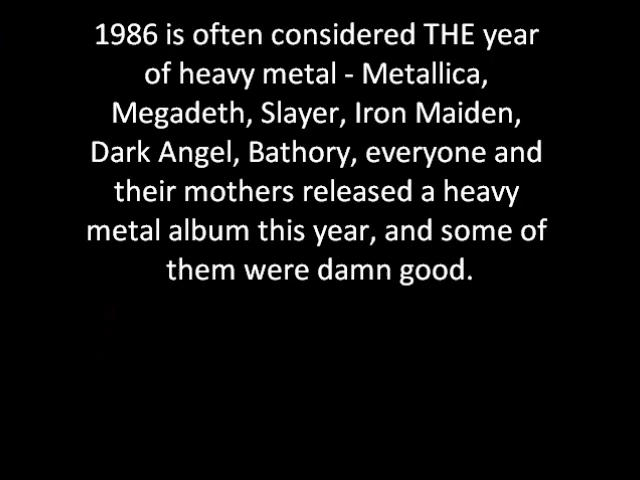 1986 is often considered THE year
of heavy metal - Metallica,
Megadeth, Slayer, Iron Maiden,
Dark Angel, Bathory, everyone and
their mothers released a heavy
metal album this year, and some of
them were damn good.